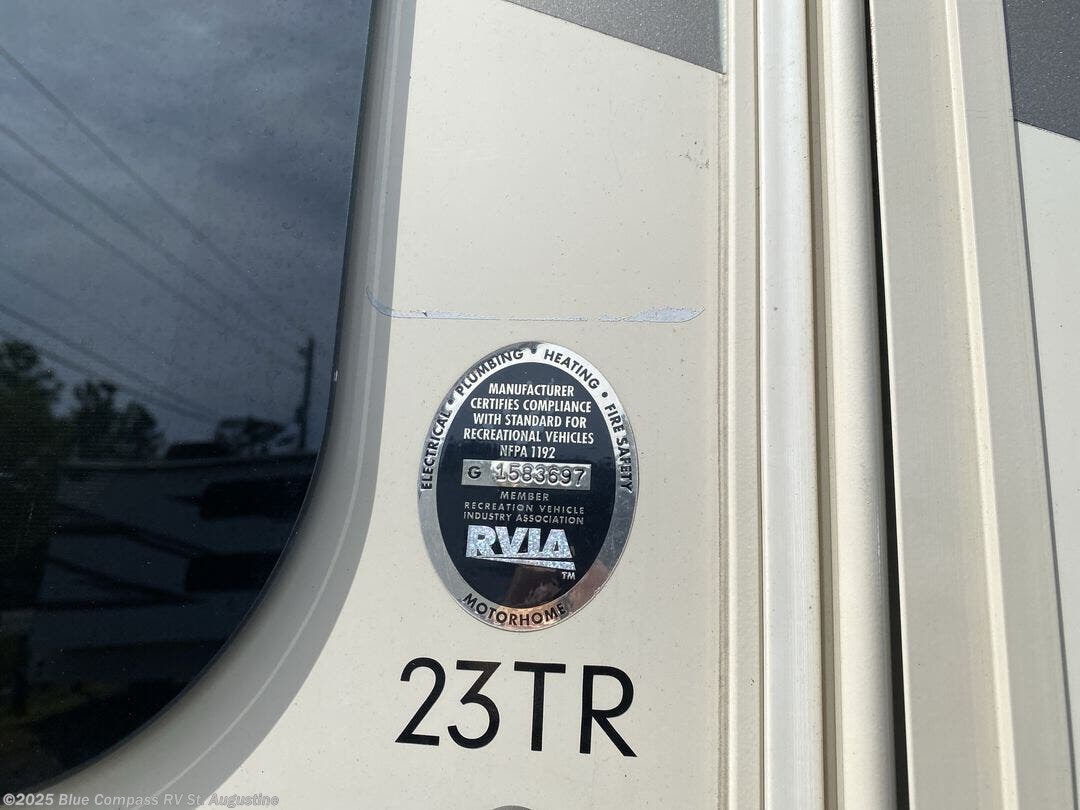 ELECTRICAL • PLUMBING • HEATING • FIRE SAFETY
MANUFACTURER
CERTIFIES COMPLIANCE
WITH STANDARD FOR
RECREATIONAL VEHICLES
NFPA 1192
G 1583697
MEMBER
RECREATION VEHICLE
INDUSTRY ASSOCIATION
RVIA
TM
MOTORHOME
23TR
©2025 Blue Compass RV St. Augustine